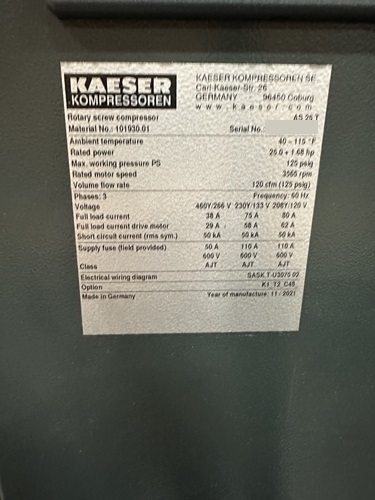 KAESER
KOMPRESSOREN
KAESER KOMPRESSOREN SE
Carl-Kaeser-Str. 26
GERMANY 96450 Coburg
www.kaeser.com
Rotary screw compressor AS 25 T
Material No.: 101930.01 Serial No.:
Ambient temperature 40 - 115 °F
Rated power 25.0 + 1.68 hp
Max. working pressure PS 125 psig
Rated motor speed 3565 rpm
Volume flow rate 120 cfm (125 psig)
Phases: 3 Frequency: 60 Hz
Voltage 460Y/266 V 230Y/133 V 208Y/120 V
Full load current 38 A 75 A 80 A
Full load current drive motor 29 A 58 A 62 A
Short circuit current (rms sym.) 50 kA 50 kA 50 kA
Supply fuse (field provided) 50 A 110 A 110 A
600 V 600 V 600 V
Class AJT AJT AJT
Electrical wiring diagram SASK.T-U3075.02
Option K1 T2 C48
Made in Germany Year of manufacture: 11 / 2021